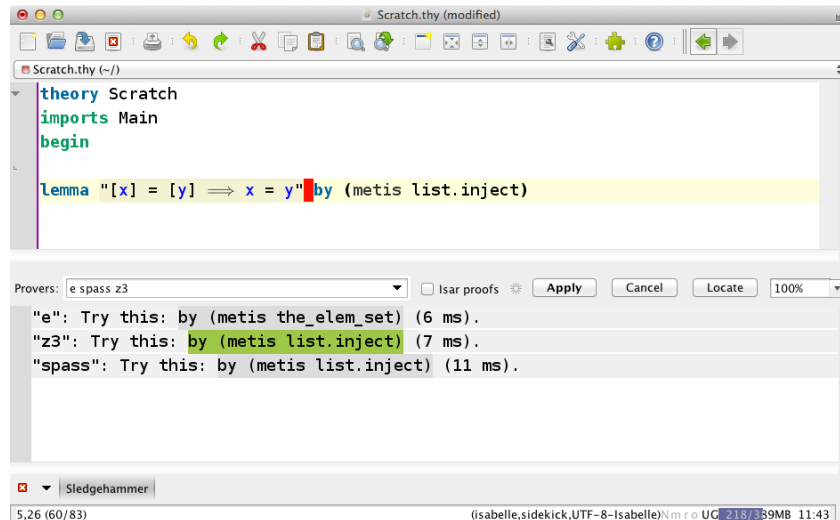 Scratch.thy (modified)
Scratch.thy (~/)
theory Scratch
imports Main
begin
lemma "[x] = [y] ⟹ x = y" by (metis list.inject)
Provers: e spass z3 Isar proofs Apply Cancel Locate 100%
"e": Try this: by (metis the_elem_set) (6 ms).
"z3": Try this: by (metis list.inject) (7 ms).
"spass": Try this: by (metis list.inject) (11 ms).
Sledgehammer
5,26 (60/83) (isabelle,sidekick,UTF-8-Isabelle)N m r o UG 218/339MB 11:43